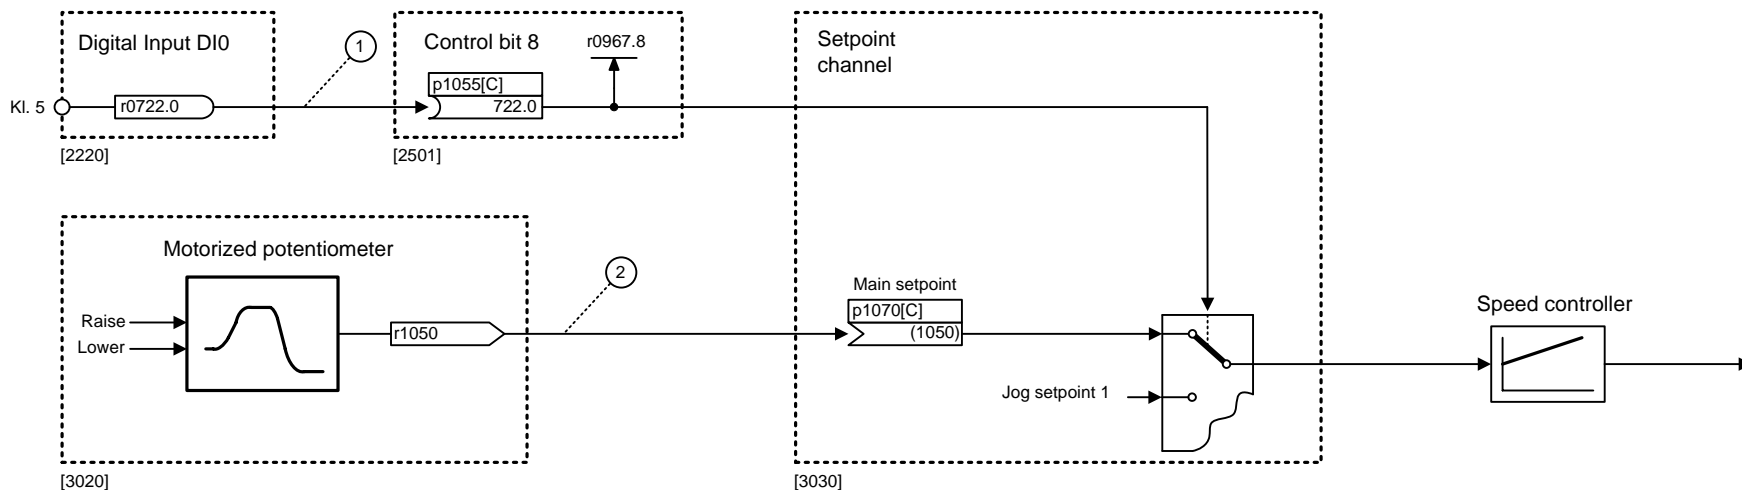 Digital Input DI0
1
Control bit 8
r0967.8
Setpoint
channel
p1055[C]
Kl. 5
r0722.0
722.0
[2220]
[2501]
Motorized potentiometer
2
Main setpoint
Speed controller
p1070[C]
Raise
r1050
(1050)
Lower
Jog setpoint 1
[3020]
[3030]